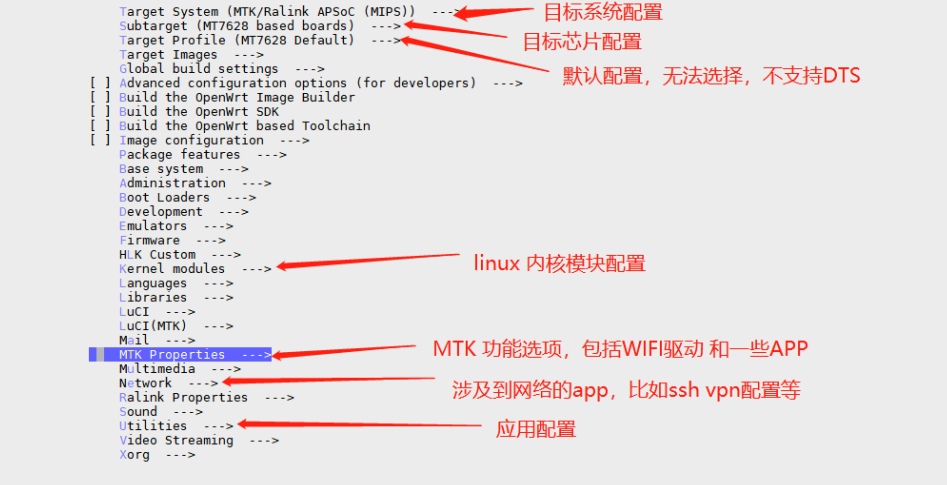 Target System (MTK/Ralink APSoC (MIPS))  --->
目标系统配置
Subtarget (MT7628 based boards)  --->
目标芯片配置
Target Profile (MT7628 Default)  --->
默认配置，无法选择，不支持DTS
Target Images  --->
Global build settings  --->
[ ] Advanced configuration options (for developers)  --->
[ ] Build the OpenWrt Image Builder
[ ] Build the OpenWrt SDK
[ ] Build the OpenWrt based Toolchain
[ ] Image configuration  --->
Package features  --->
Base system  --->
Administration  --->
Boot Loaders  --->
Development  --->
Emulators  --->
Firmware  --->
HLK Custom  --->
Kernel modules  --->
linux 内核模块配置
Languages  --->
Libraries  --->
LuCI  --->
LuCI(MTK)  --->
Mail  --->
MTK Properties  --->
MTK 功能选项，包括WIFI驱动 和一些APP
Multimedia  --->
Network  --->
涉及到网络的app，比如ssh vpn配置等
Ralink Properties  --->
Sound  --->
Utilities  --->
应用配置
Video Streaming  --->
Xorg  --->